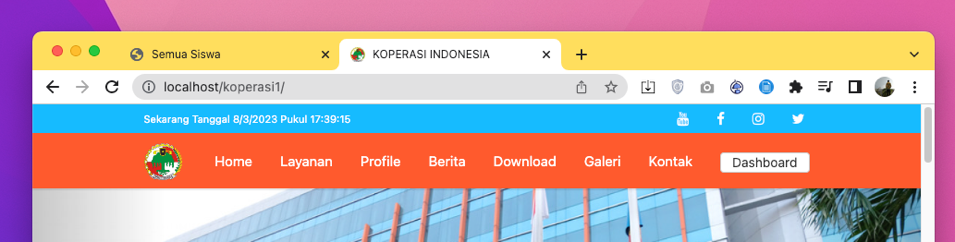 Semua Siswa
KOPERASI INDONESIA
localhost/koperasi1/
Sekarang Tanggal 8/3/2023 Pukul 17:39:15
Home Layanan Profile Berita Download Galeri Kontak Dashboard